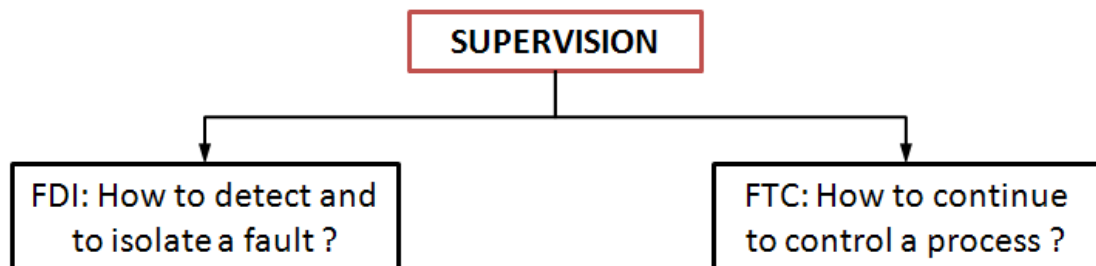 SUPERVISION
FDI: How to detect and
to isolate a fault ?
FTC: How to continue
to control a process ?